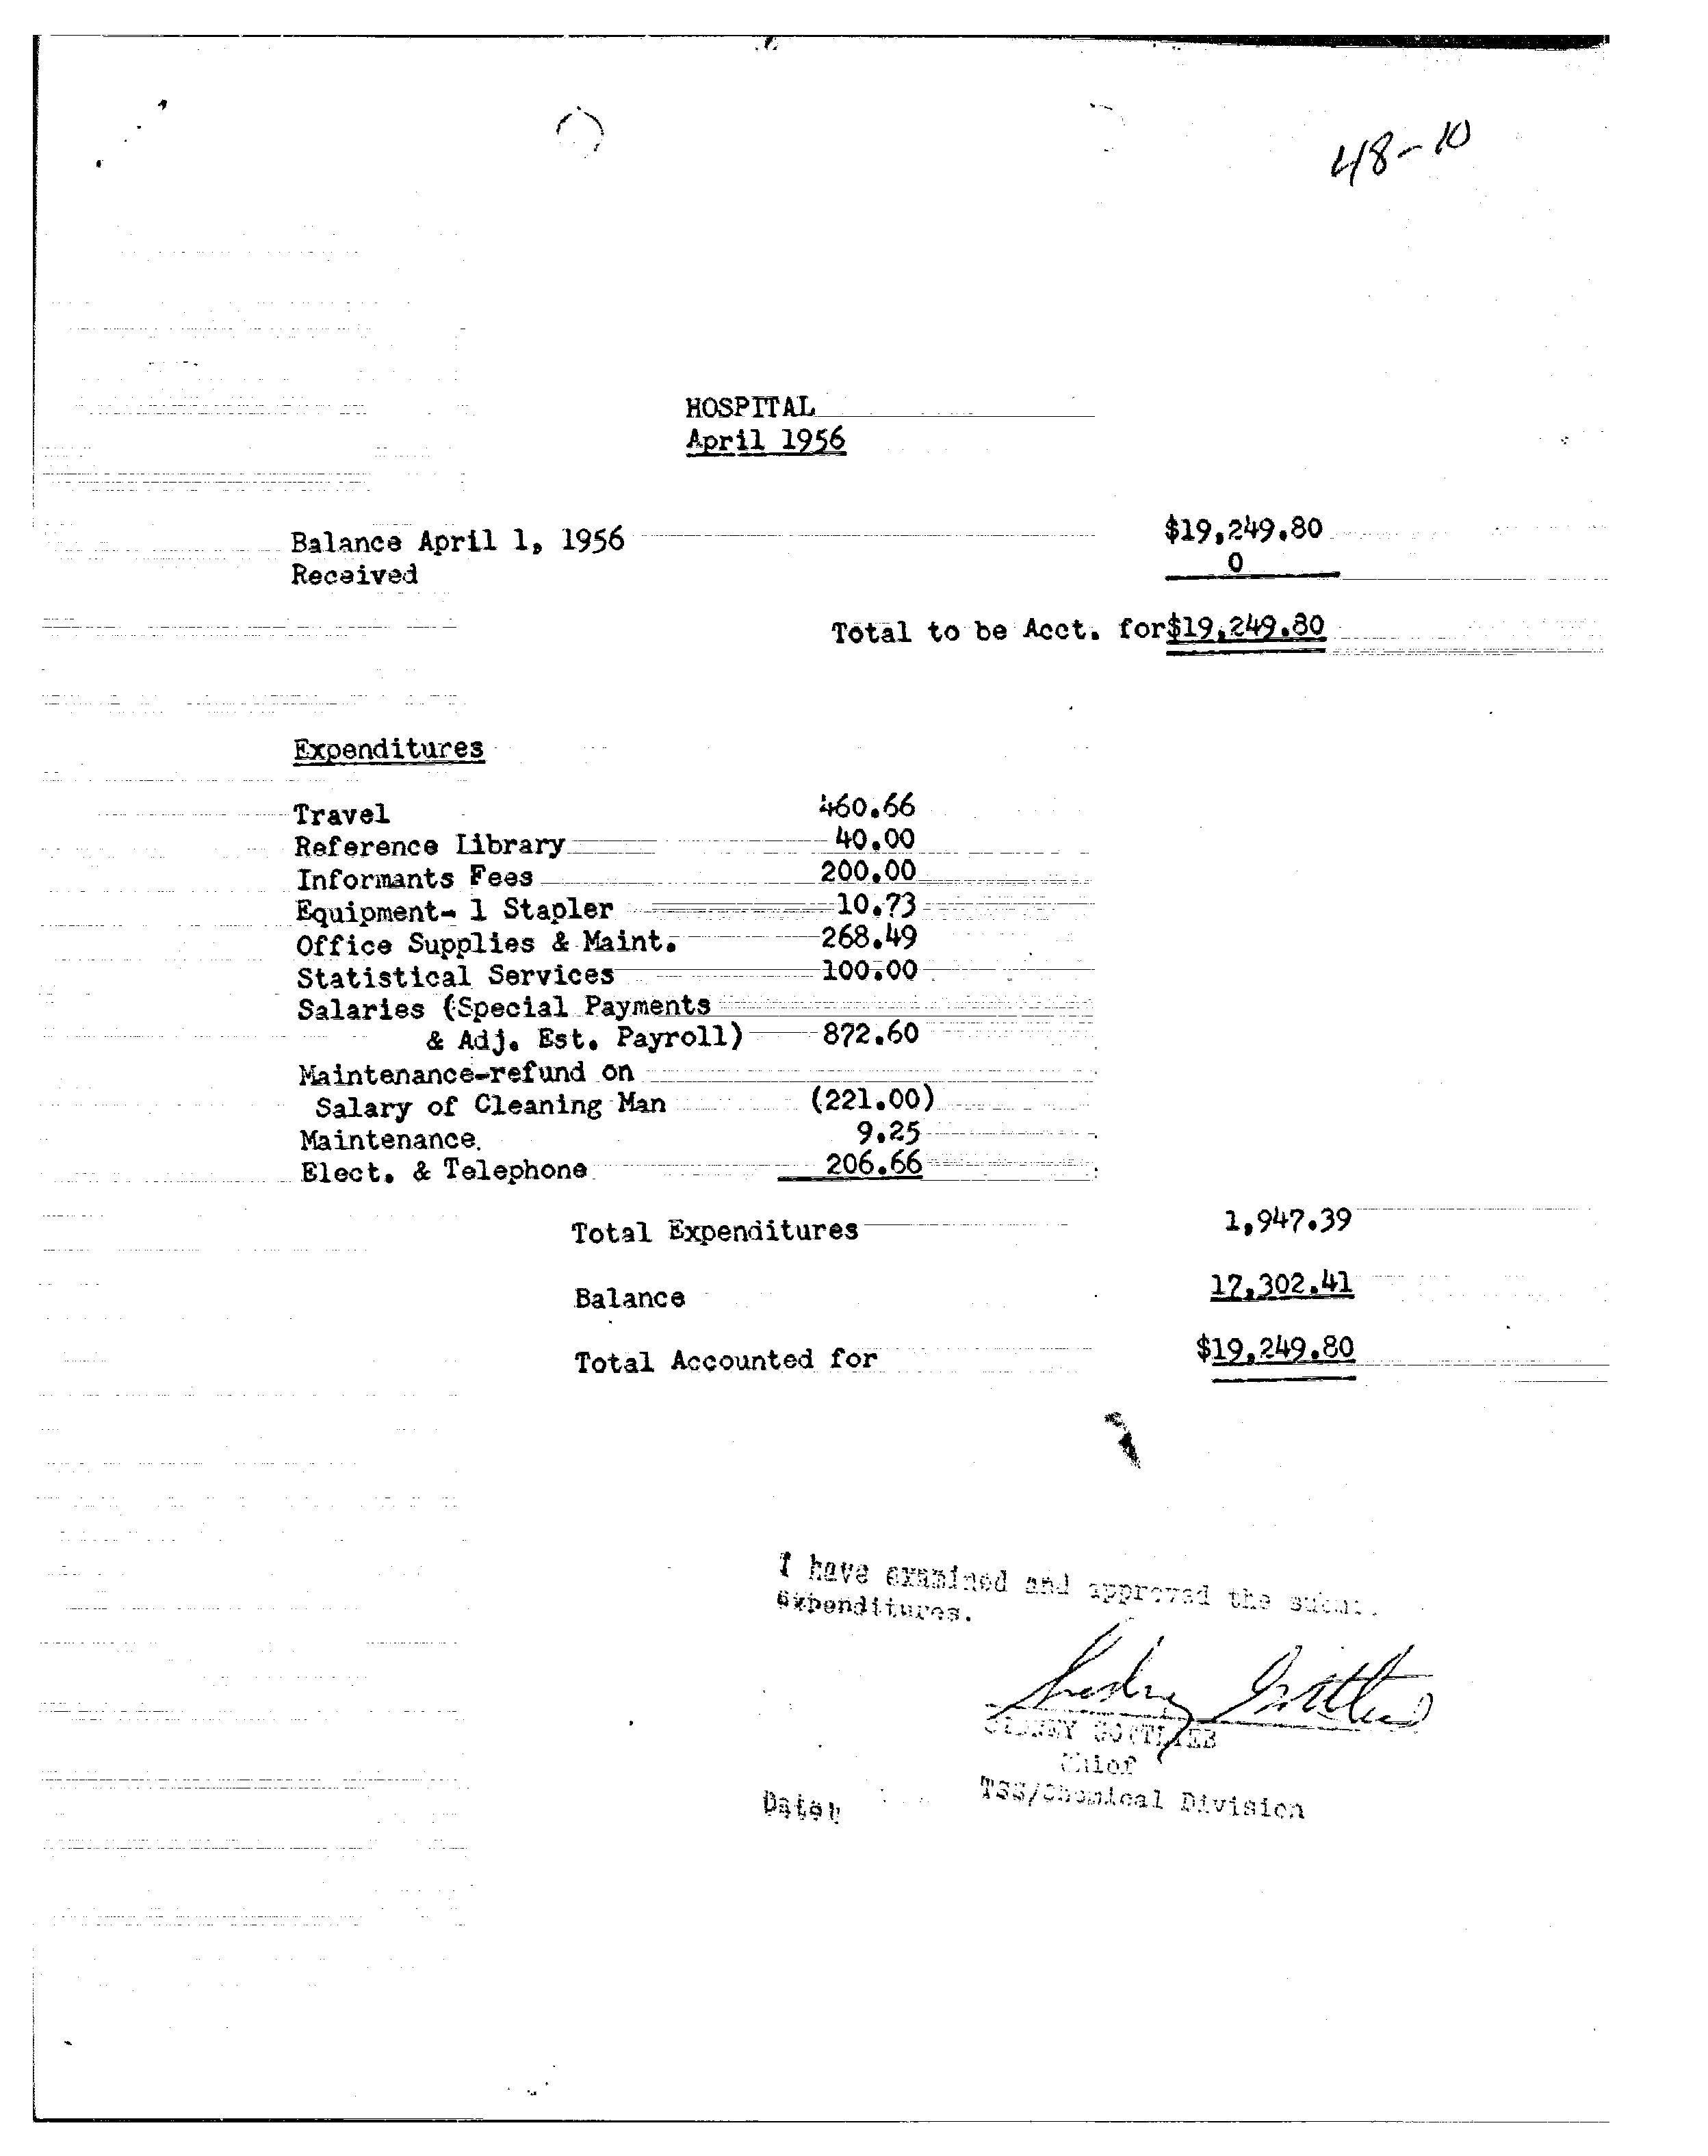 48-10
HOSPITAL
April 1956
Balance April 1, 1956 $19,249.80
Received 0
Total to be Acct. for $19,249.80
Expenditures
Travel 460.66
Reference Library 40.00
Informants Fees 200.00
Equipment- 1 Stapler 10.73
Office Supplies & Maint. 268.49
Statistical Services 100.00
Salaries (Special Payments
& Adj. Est. Payroll) 872.60
Maintenance-refund on
Salary of Cleaning Man (221.00)
Maintenance. 9.25
Elect. & Telephone 206.66
Total Expenditures 1,947.39
Balance 17,302.41
Total Accounted for $19,249.80
I have examined and approved the
expenditures.
Sidney Gottlieb
SIDNEY GOTTLIEB
Chief
TSS/Chemical Division
Date: